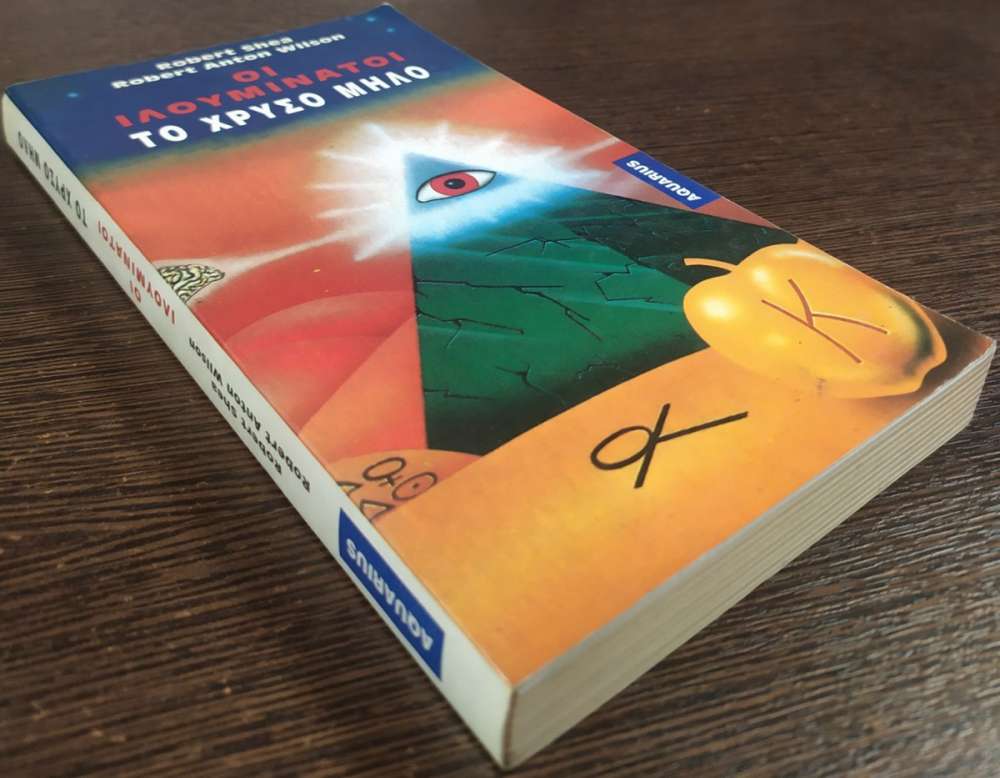 Robert Shea
Robert Anton Wilson
ΟΙ
ΙΛΟΥΜΙΝΑΤΟΙ
ΤΟ ΧΡΥΣΟ ΜΗΛΟ
AQUARIUS
K
ΤΟ ΧΡΥΣΟ ΜΗΛΟ
ΟΙ
ΙΛΟΥΜΙΝΑΤΟΙ
Robert Shea
Robert Anton Wilson
AQUARIUS